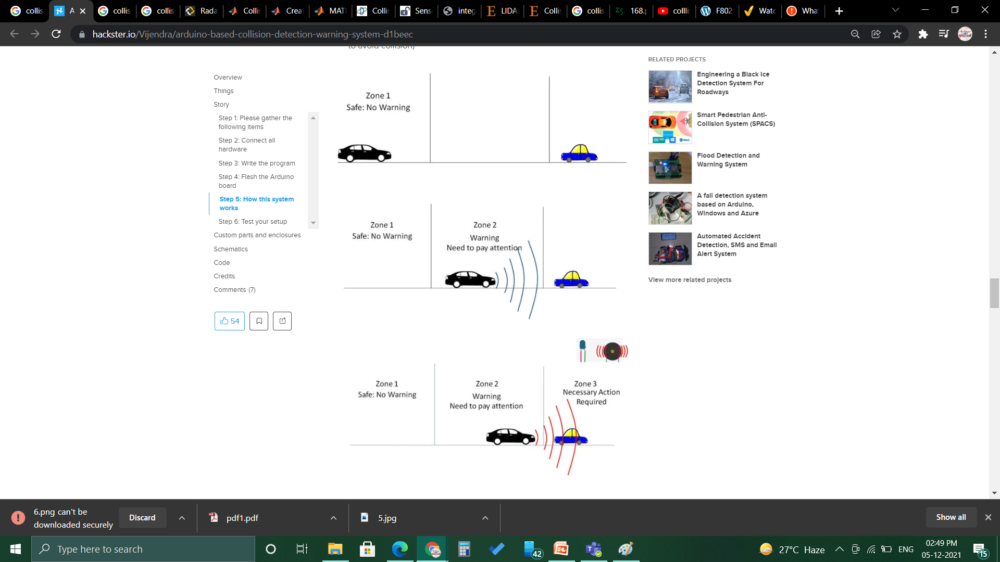 collis
A
collis
collis
Rada
Collis
Crea
MATL
Collis
Sens
integ
LIDA
Collis
collis
168.p
colllis
F802
Watc
What
hackster.io/Vijendra/arduino-based-collision-detection-warning-system-d1beec
to avoid collision)
Overview
Things
Story
Step 1: Please gather the
following items
Step 2: Connect all
hardware
Step 3: Write the program
Step 4: Flash the Arduino
board
Step 5: How this system
works
Step 6: Test your setup
Custom parts and enclosures
Schematics
Code
Credits
Comments (7)
54
Zone 1
Safe: No Warning
Zone 1
Safe: No Warning
Zone 2
Warning
Need to pay attention
Zone 1
Safe: No Warning
Zone 2
Warning
Need to pay attention
Zone 3
Necessary Action
Required
RELATED PROJECTS
Engineering a Black Ice
Detection System For
Roadways
Smart Pedestrian Anti-
Collision System (SPACS)
Flood Detection and
Warning System
A fall detection system
based on Arduino,
Windows and Azure
Automated Accident
Detection, SMS and Email
Alert System
View more related projects
6.png can't be
downloaded securely
Discard
pdf1.pdf
5.jpg
Show all
Type here to search
42
27°C Haze
ENG
02:49 PM
05-12-2021
15